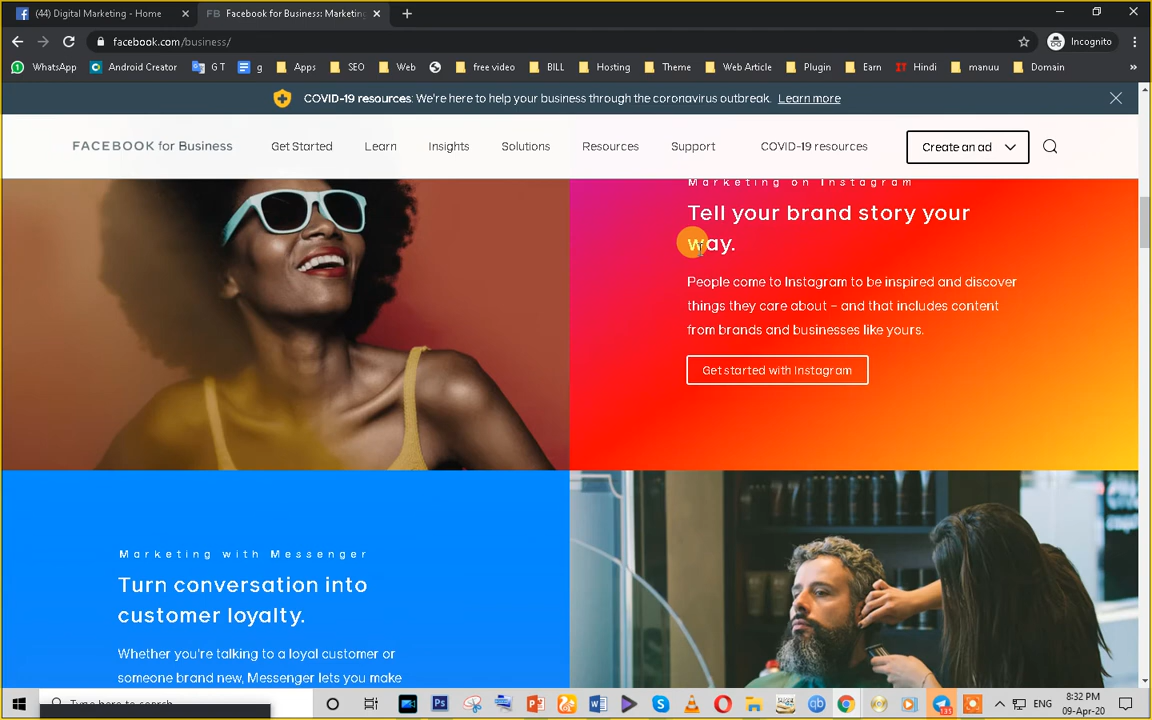 (44) Digital Marketing - Home
FB Facebook for Business: Marketing
facebook.com/business/
Incognito
WhatsApp Android Creator G T g Apps SEO Web free video BILL Hosting Theme Web Article Plugin Earn IT Hindi manuu Domain »
COVID-19 resources: We're here to help your business through the coronavirus outbreak. Learn more
FACEBOOK for Business Get Started Learn Insights Solutions Resources Support COVID-19 resources Create an ad
Marketing on Instagram
Tell your brand story your
way.
People come to Instagram to be inspired and discover
things they care about – and that includes content
from brands and businesses like yours.
Get started with Instagram
Marketing with Messenger
Turn conversation into
customer loyalty.
Whether you're talking to a loyal customer or
someone brand new, Messenger lets you make
Type here to search
ENG
8:32 PM
09-Apr-20